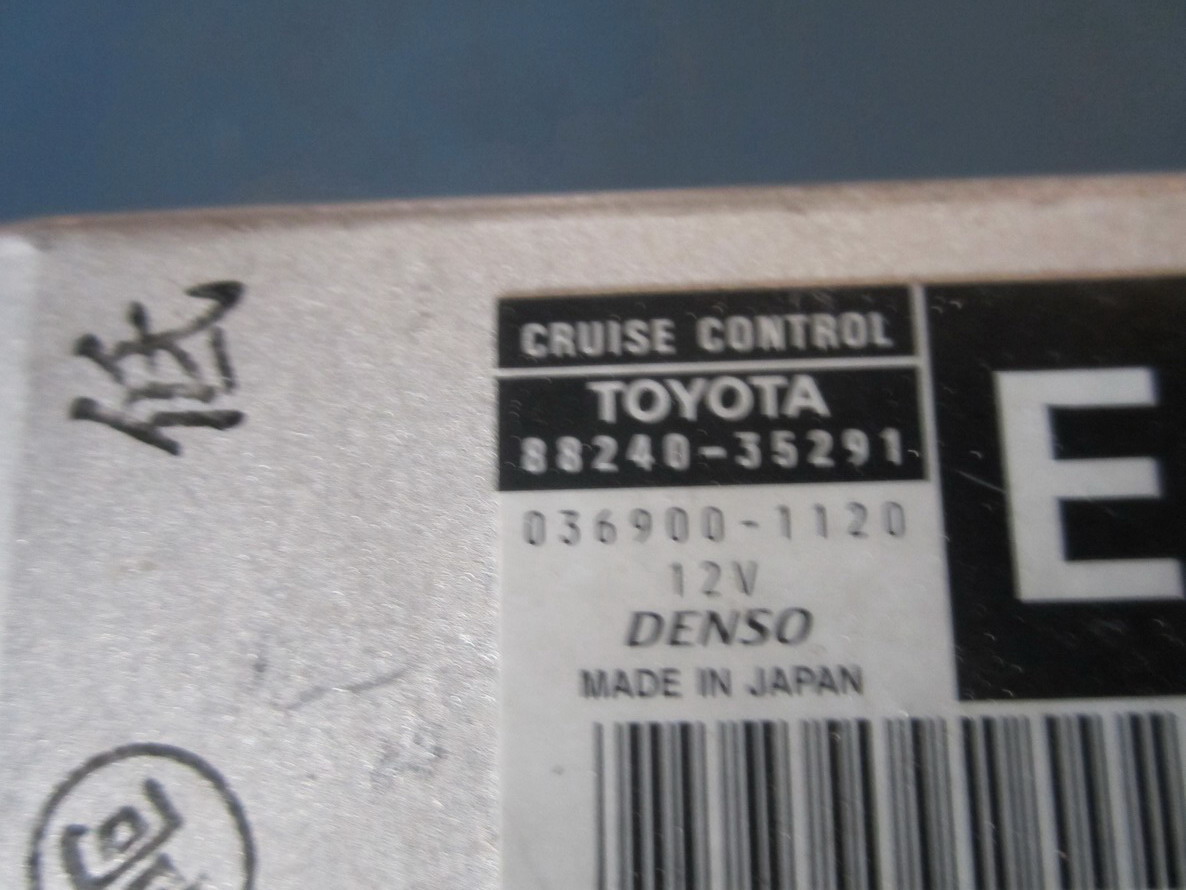 CRUISE CONTROL
TOYOTA
88240-35291
036900-1120
12V
DENSO
MADE IN JAPAN
E